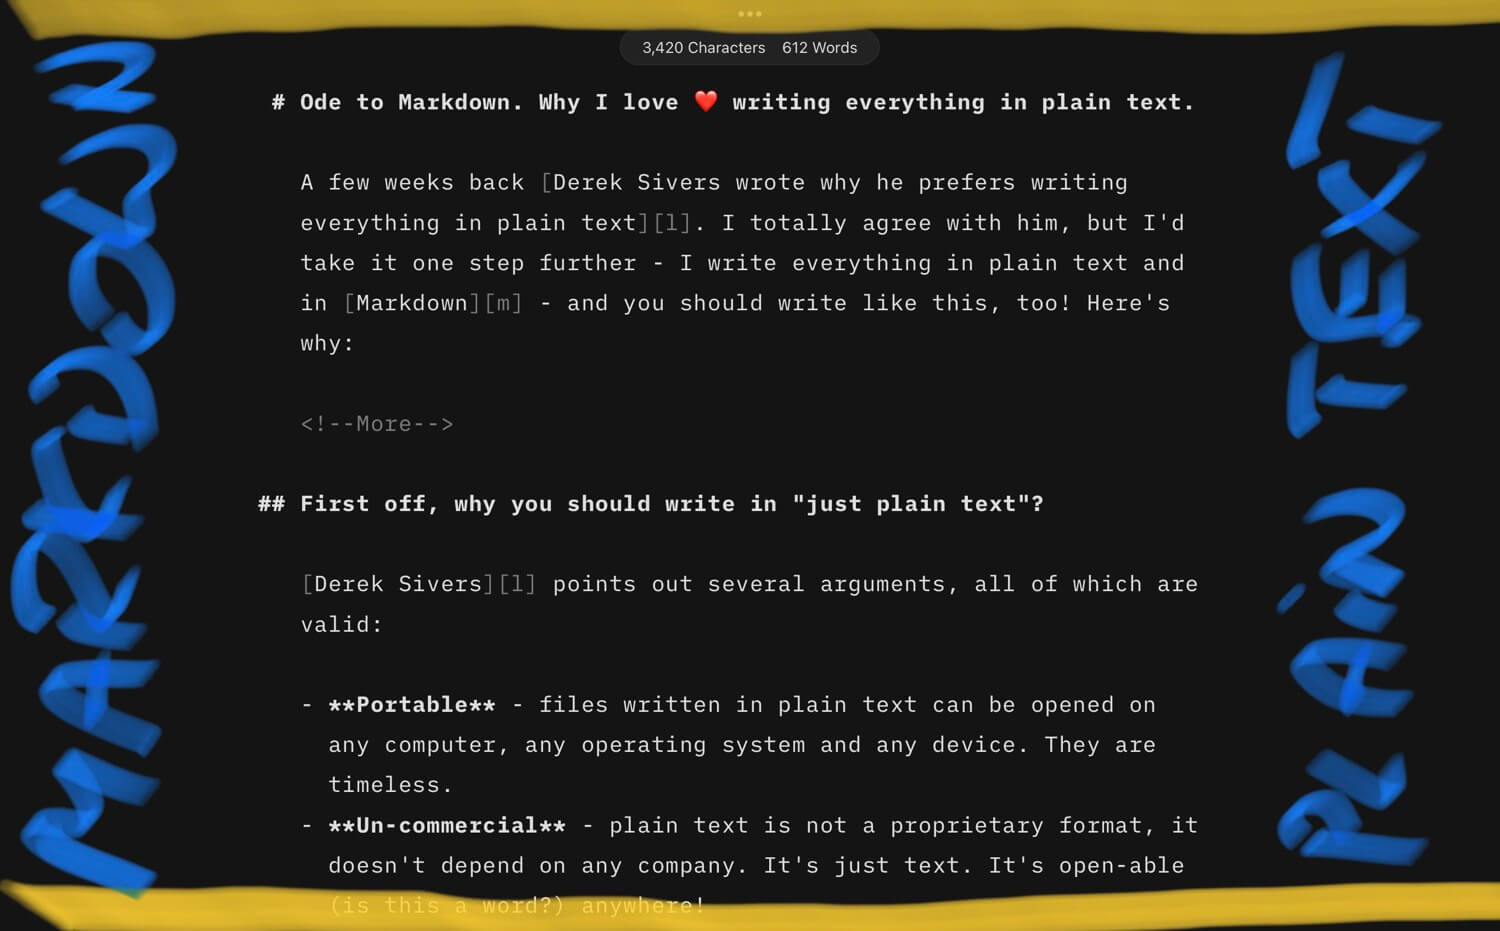 3,420 Characters 612 Words
# Ode to Markdown. Why I love ❤️ writing everything in plain text.
A few weeks back [Derek Sivers wrote why he prefers writing
everything in plain text][l]. I totally agree with him, but I'd
take it one step further - I write everything in plain text and
in [Markdown][m] - and you should write like this, too! Here's
why:
<!--More-->
## First off, why you should write in "just plain text"?
[Derek Sivers][l] points out several arguments, all of which are
valid:
- **Portable** - files written in plain text can be opened on
any computer, any operating system and any device. They are
timeless.
- **Un-commercial** - plain text is not a proprietary format, it
doesn't depend on any company. It's just text. It's open-able
(is this a word?) anywhere!
MARKDOWN
PLAiN TEXT